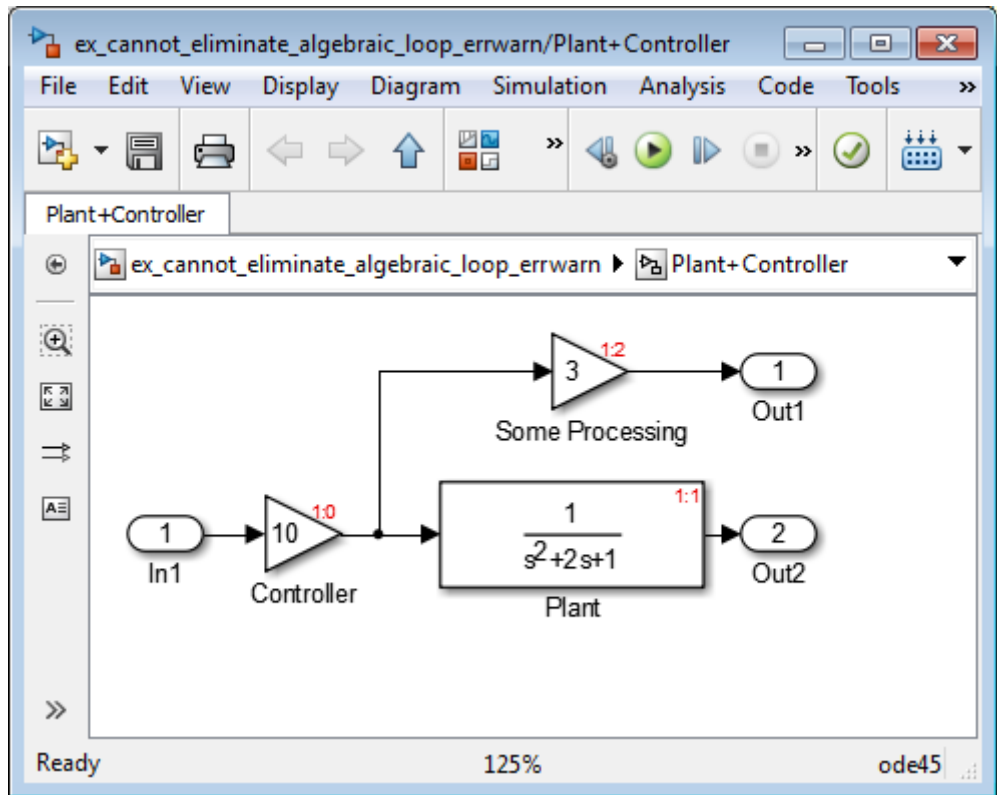 ex_cannot_eliminate_algebraic_loop_errwarn/Plant+Controller
File Edit View Display Diagram Simulation Analysis Code Tools »
» »
Plant+Controller
ex_cannot_eliminate_algebraic_loop_errwarn Plant+Controller
1:2
3
1
Out1
Some Processing
1:1
1:0
1
1
10
s²+2s+1
2
In1
Out2
Controller
Plant
A
»
Ready 125% ode45